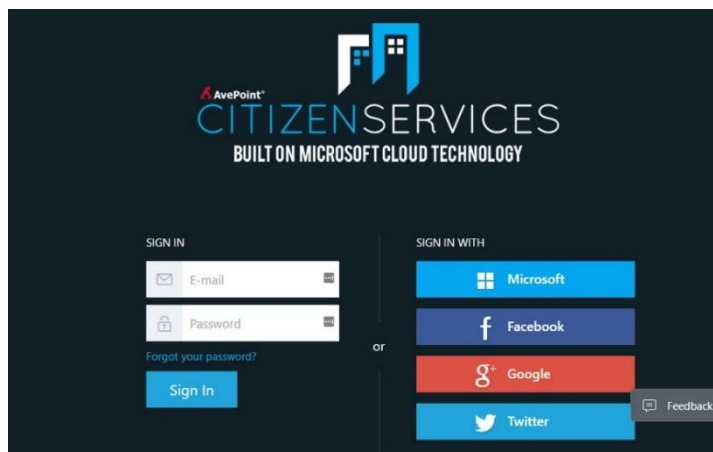 AvePoint®
CITIZENSERVICES
BUILT ON MICROSOFT CLOUD TECHNOLOGY
SIGN IN
E-mail
Password
Forgot your password?
Sign In
or
SIGN IN WITH
Microsoft
f Facebook
g+ Google
Twitter
Feedback